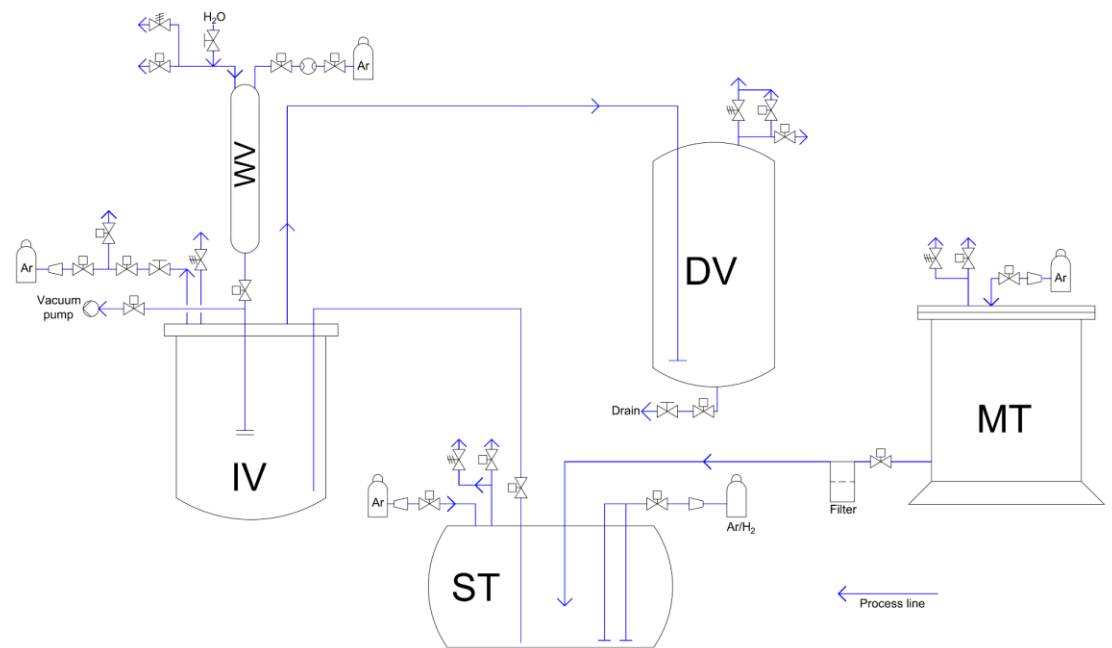 H₂O
Ar
WV
DV
Ar
Vacuum
pump
Ar
Drain
MT
IV
Ar
Filter
Ar/H₂
ST
Process line